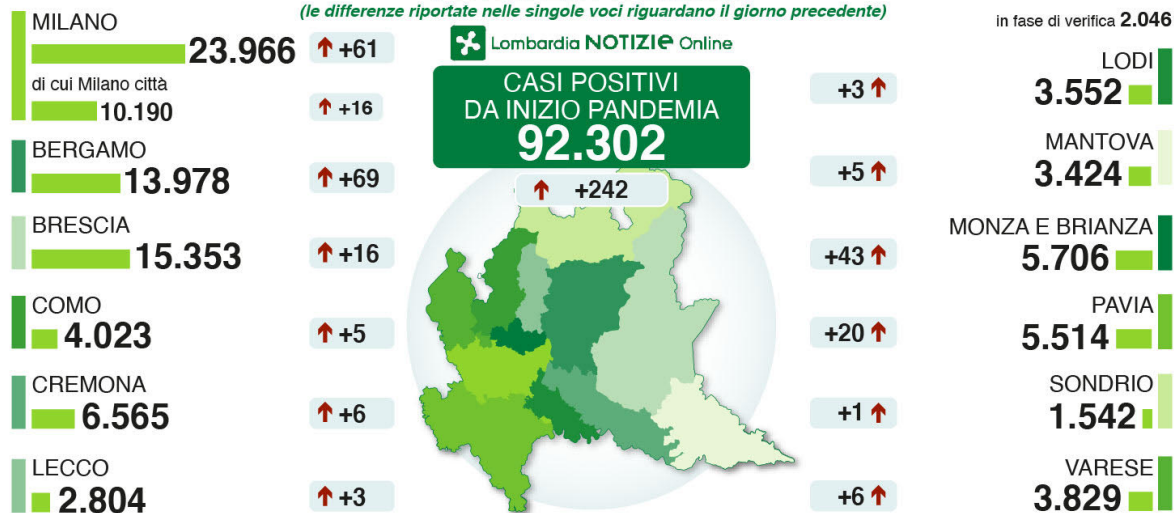 (le differenze riportate nelle singole voci riguardano il giorno precedente)
in fase di verifica 2.046
Lombardia NOTIZIE Online
CASI POSITIVI
DA INIZIO PANDEMIA
92.302
+242
MILANO
23.966
+61
di cui Milano città
10.190
+16
BERGAMO
13.978
+69
BRESCIA
15.353
+16
COMO
4.023
+5
CREMONA
6.565
+6
LECCO
2.804
+3
LODI
+3
3.552
MANTOVA
+5
3.424
MONZA E BRIANZA
+43
5.706
PAVIA
+20
5.514
SONDRIO
+1
1.542
VARESE
+6
3.829